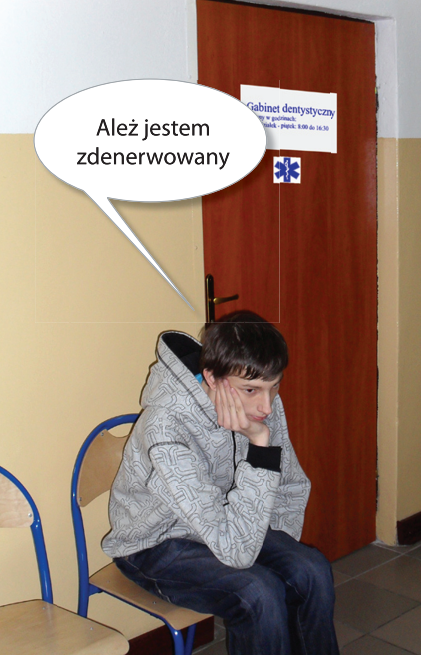 Ależ jestem
zdenerwowany
Gabinet dentystyczny
w godzinach:
- piątek: 8:00 do 16:30